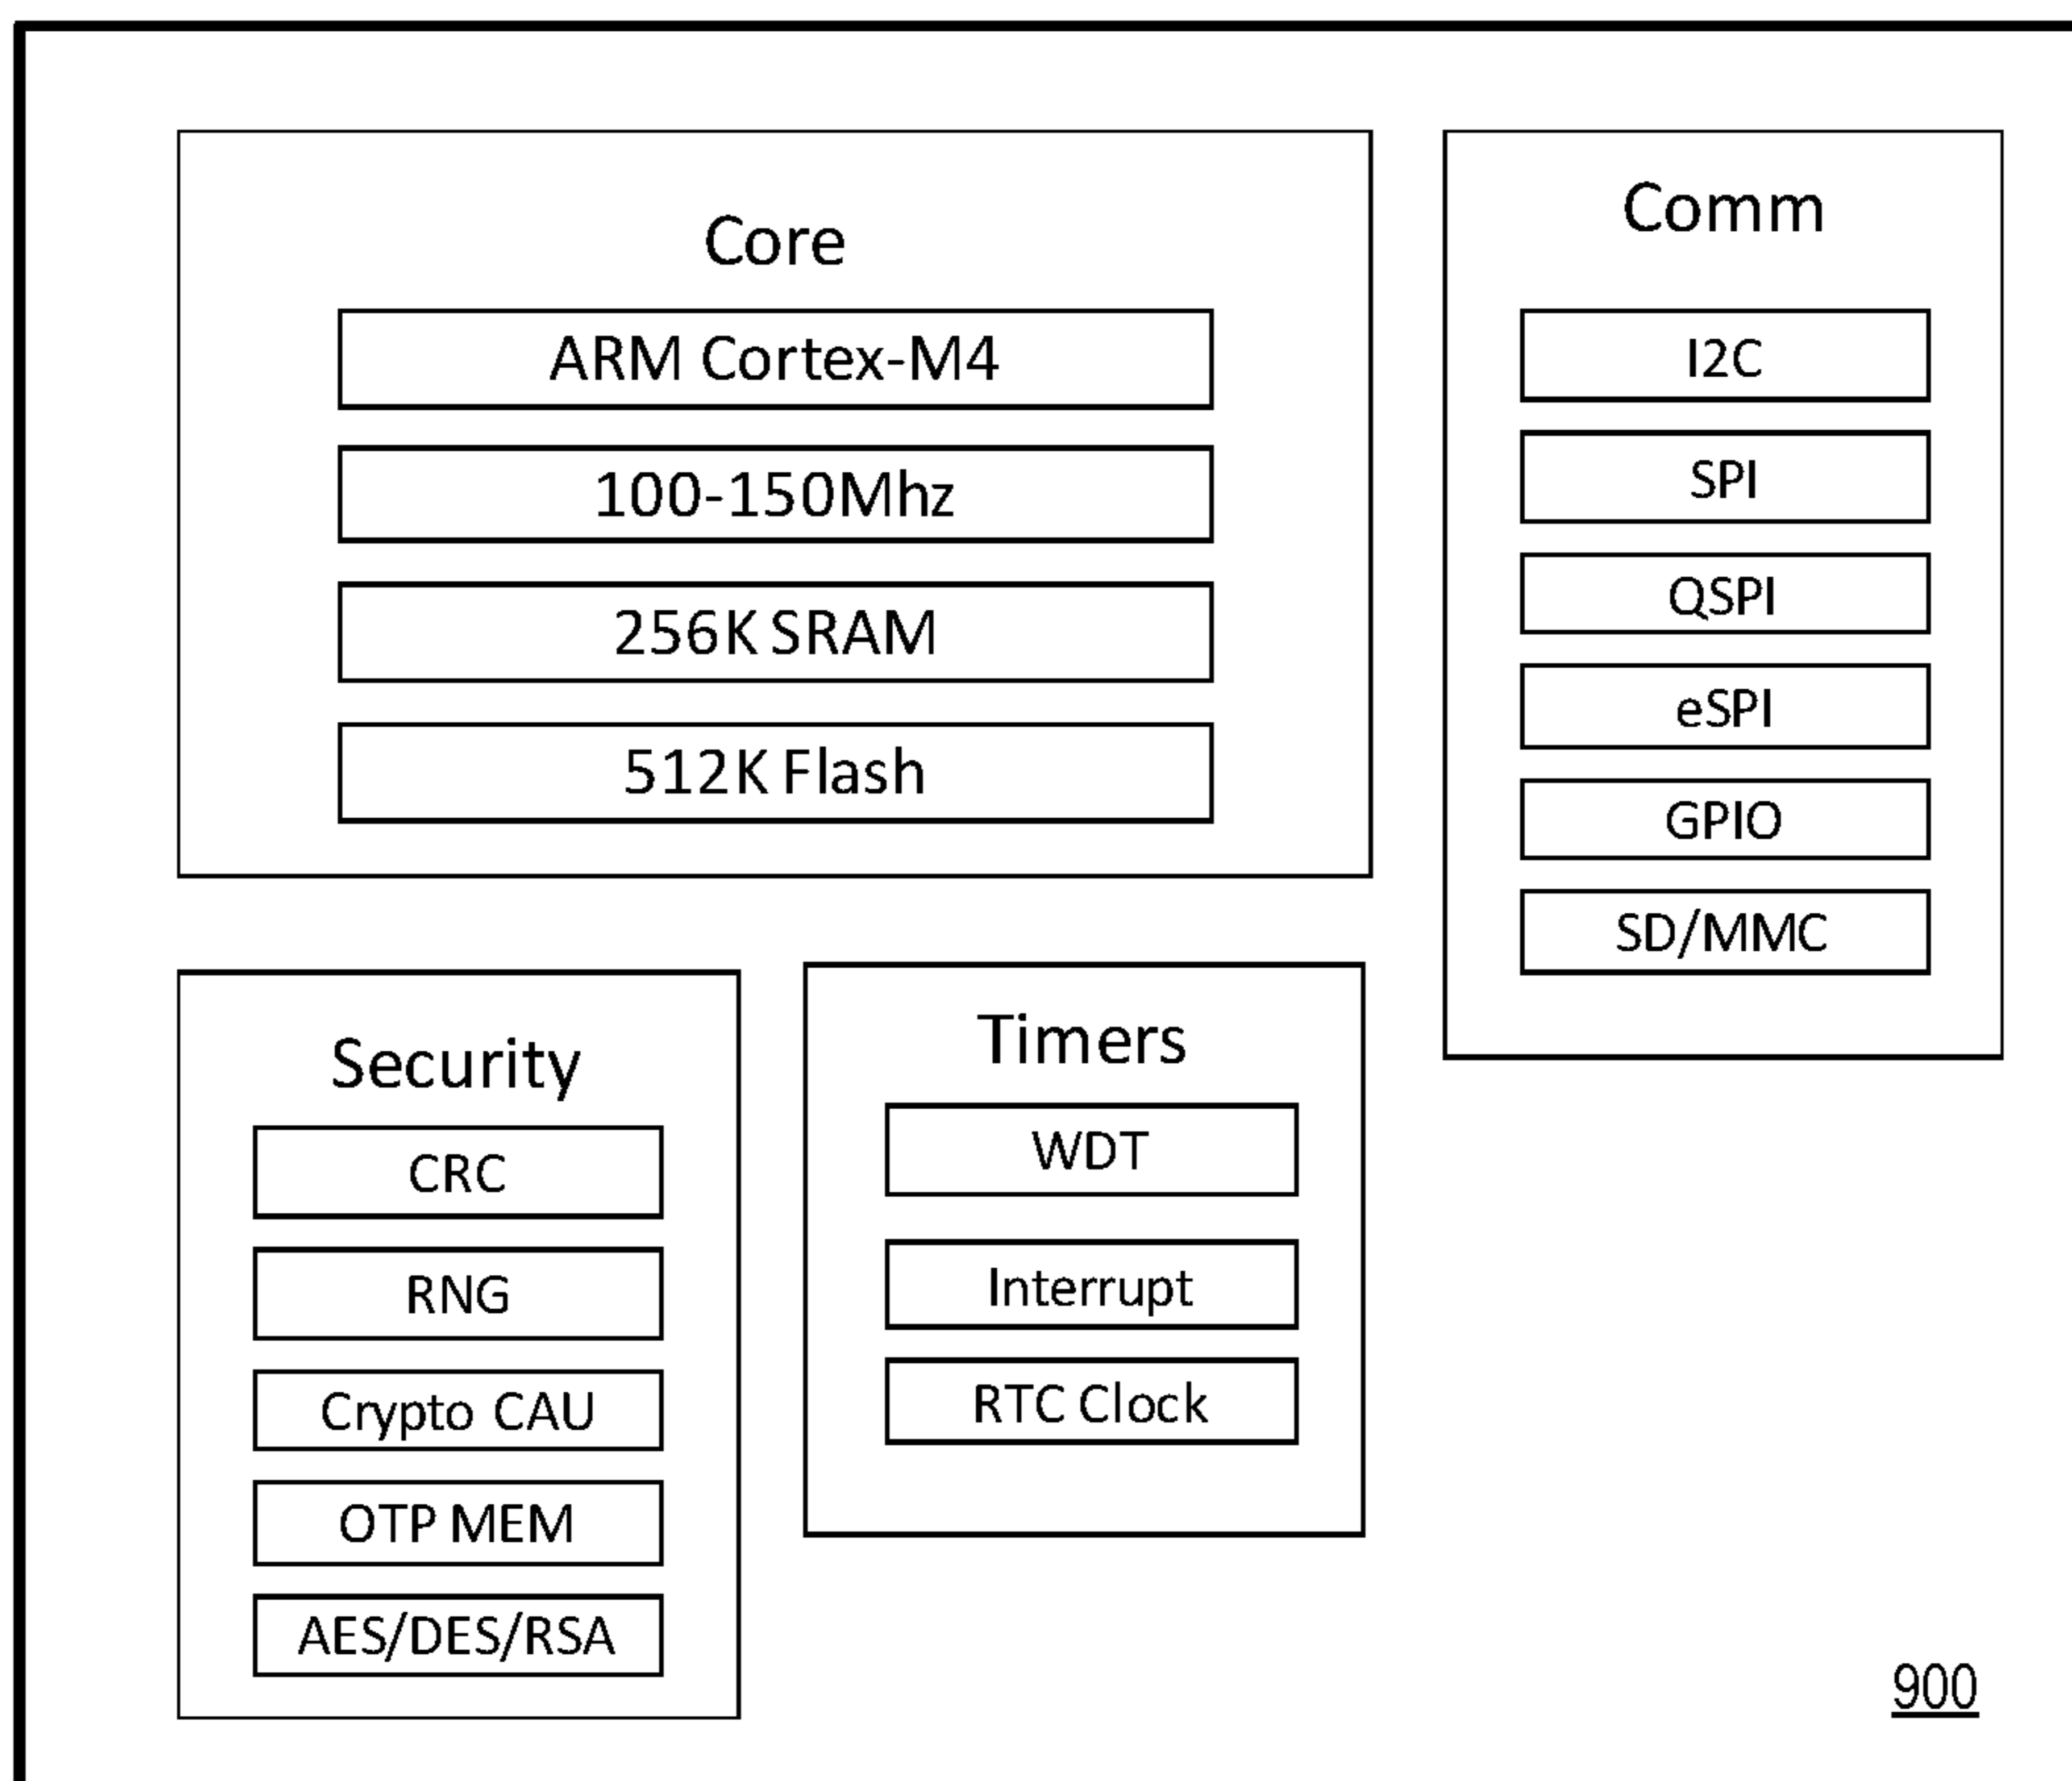 Core
ARM Cortex-M4
100-150Mhz
256K SRAM
512K Flash
Comm
I2C
SPI
QSPI
eSPI
GPIO
SD/MMC
Security
CRC
RNG
Crypto CAU
OTP MEM
AES/DES/RSA
Timers
WDT
Interrupt
RTC Clock
900